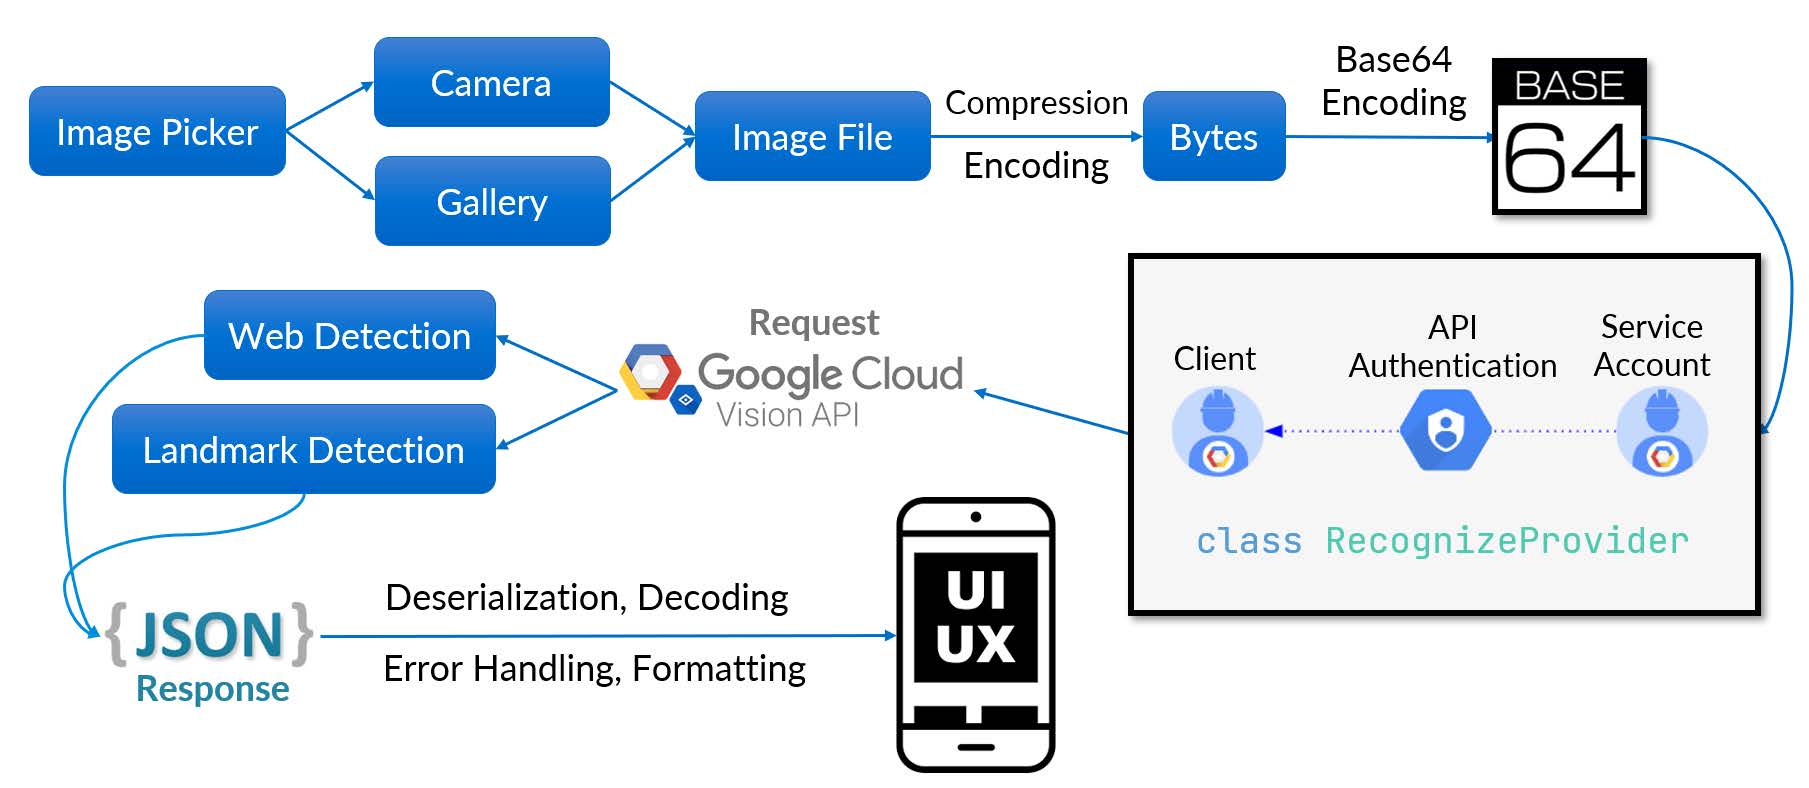 Image Picker
Camera
Gallery
Image File
Compression
Encoding
Bytes
Base64
Encoding
BASE
64
Client
API
Authentication
Service
Account
class RecognizeProvider
Request
Google Cloud
Vision API
Web Detection
Landmark Detection
{JSON}
Response
Deserialization, Decoding
Error Handling, Formatting
UI
UX